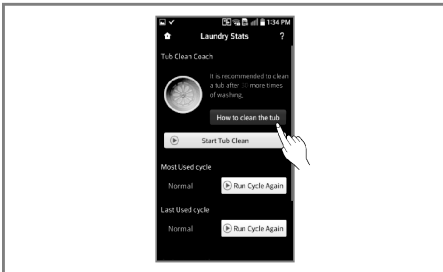 1:34 PM
Laundry Stats ?
Tub Clean Coach
It is recommended to clean
a tub after more times
of washing.
How to clean the tub
Start Tub Clean
Most Used cycle
Normal Run Cycle Again
Last Used cycle
Normal Run Cycle Again